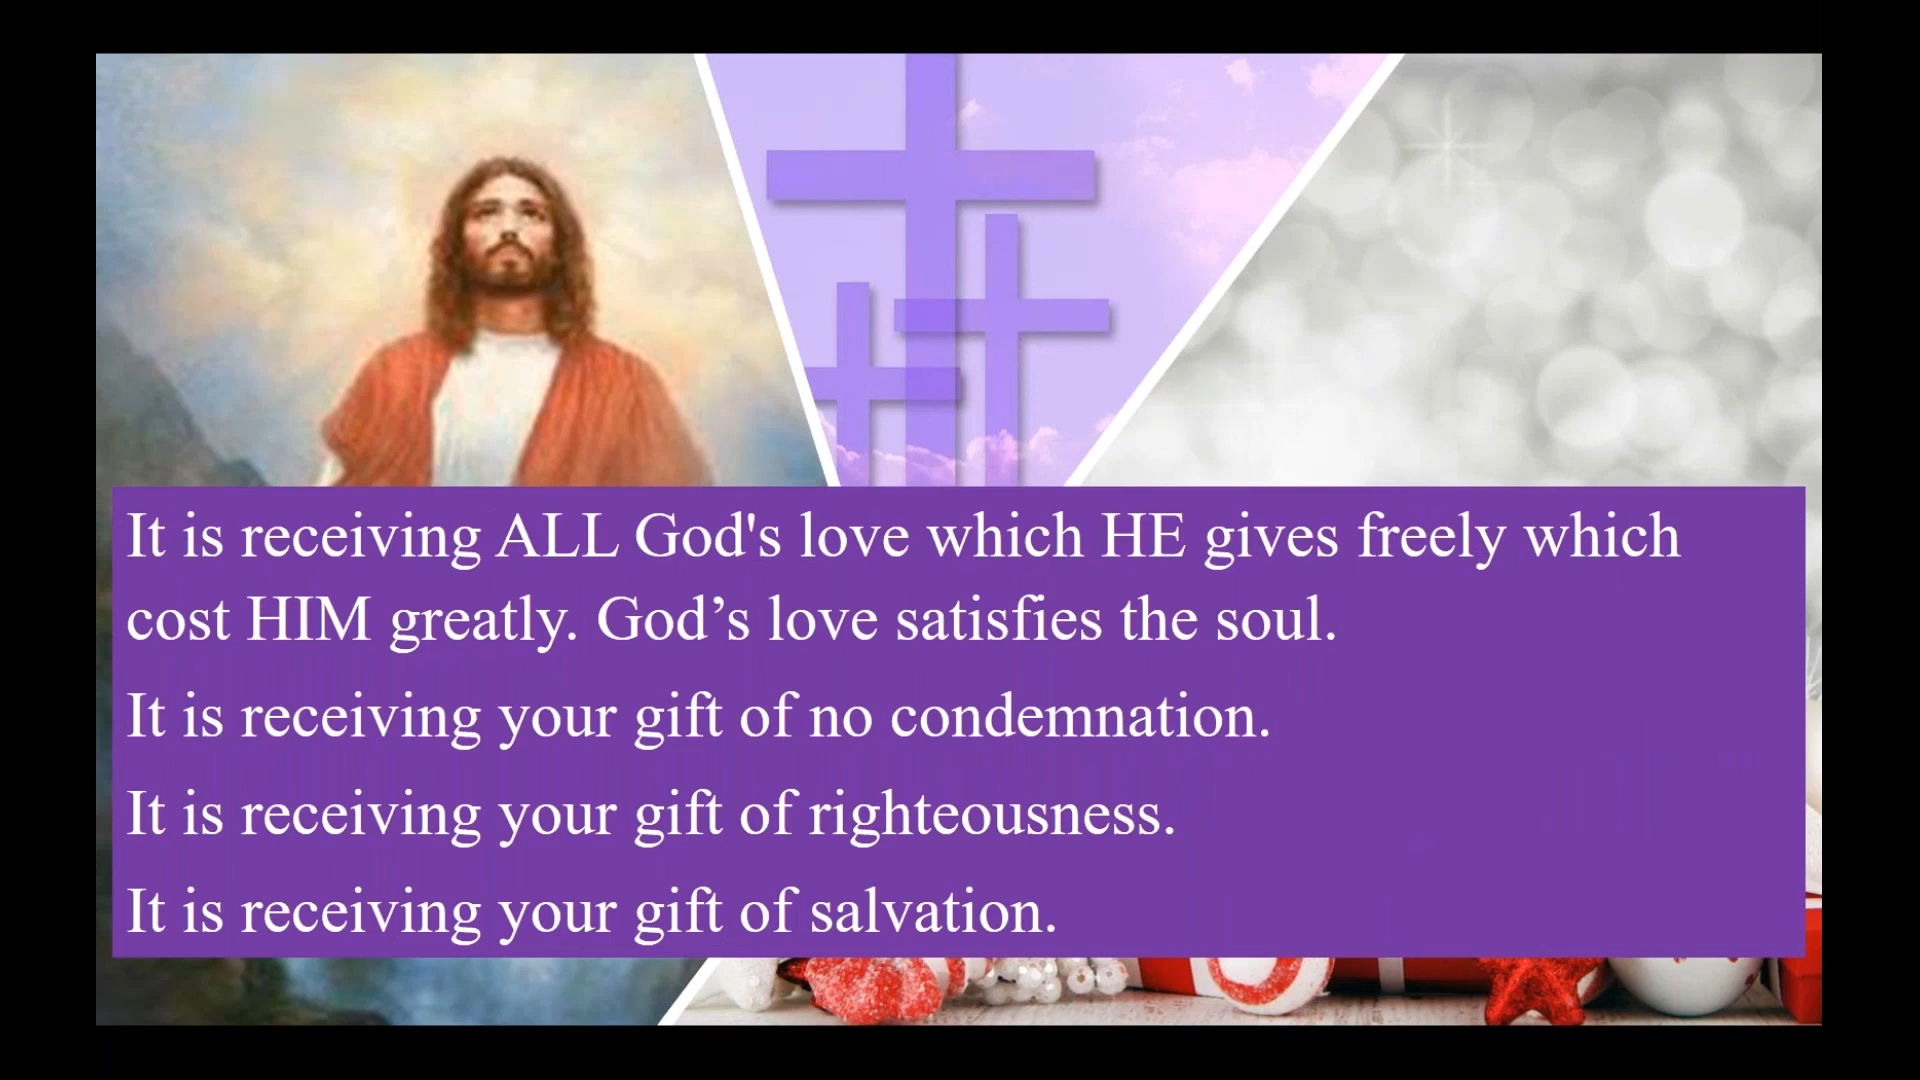 It is receiving ALL God's love which HE gives freely which
cost HIM greatly. God’s love satisfies the soul.
It is receiving your gift of no condemnation.
It is receiving your gift of righteousness.
It is receiving your gift of salvation.